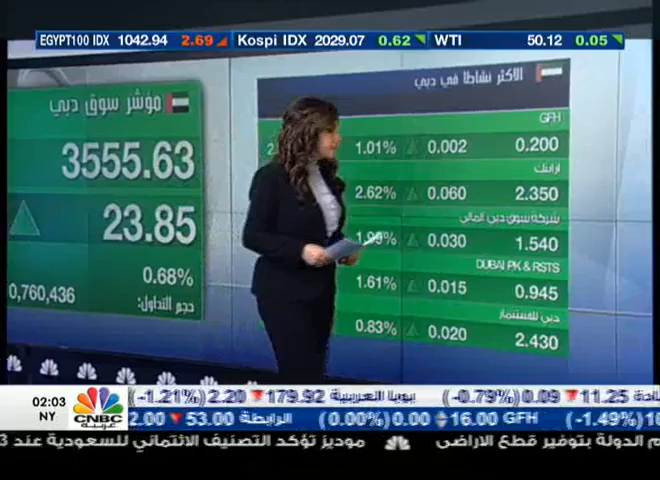 EGYPT100 IDX 1042.94 2.69 Kospi IDX 2029.07 0.62 WTI 50.12 0.05
مؤشر سوق دبي
3555.63
23.85
0.68%
حجم التداول:
0,760,436
الاكثر نشاطا في دبي
GFH
1.01% 0.002 0.200
ارابتك
2.62% 0.060 2.350
شركة سوق دبي المالي
1.99% 0.030 1.540
DUBAI PK & RSTS
1.61% 0.015 0.945
دبي للاستثمار
0.83% 0.020 2.430
02:03
NY
CNBC
عربية
(-1.21%) 2.20 179.92 بوبيا العربية (-0.79%) 0.09 11.25
2.00 53.00 الرابطة (0.00%) 0.00 16.00 GFH (-1.49%)
م الدولة بتوفير قطع الاراضي موديز تؤكد التصنيف الائتماني للسعودية عند